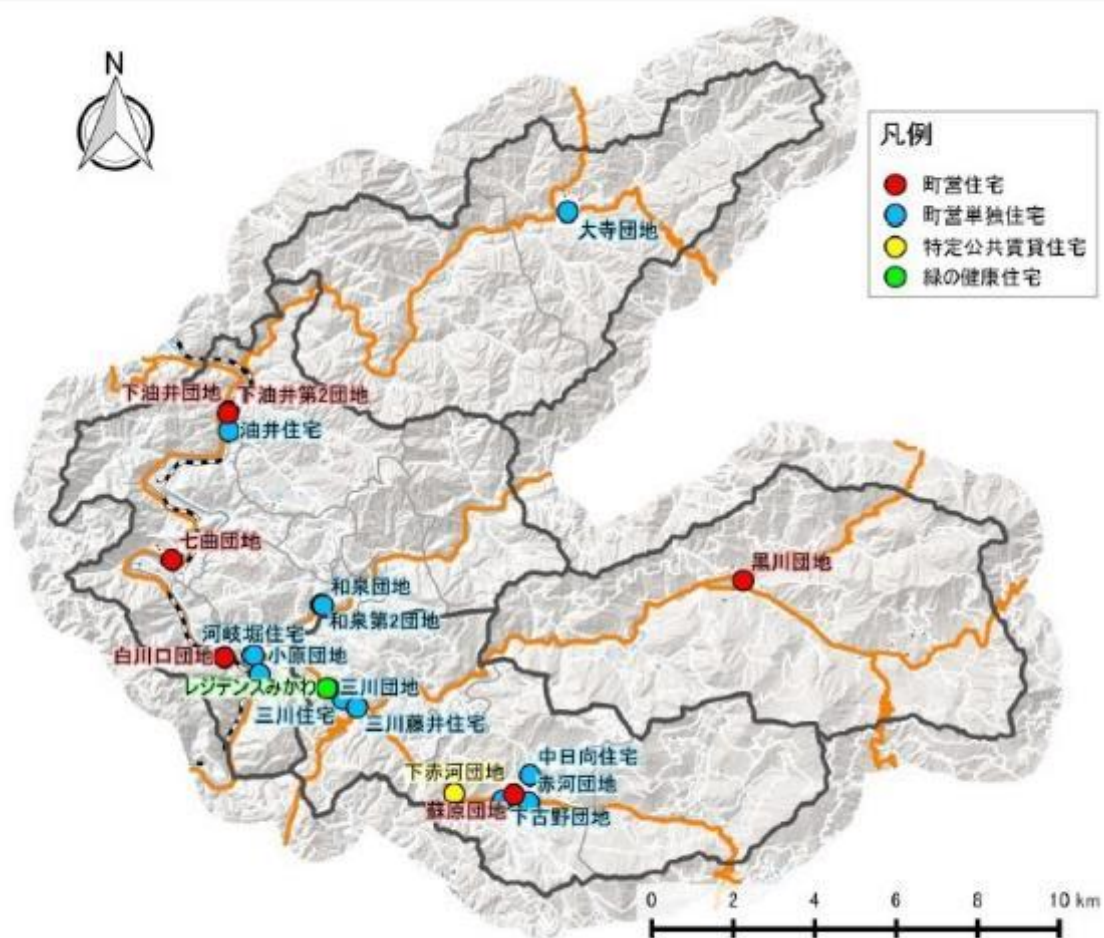 N
凡例
町営住宅
町営単独住宅
特定公共賃貸住宅
緑の健康住宅
大寺団地
下油井団地
下油井第2団地
油井住宅
七曲団地
黒川団地
和泉団地
和泉第2団地
河岐堀住宅
白川口団地
小原団地
レジデンスみかわ
三川団地
三川住宅
三川藤井住宅
中日向住宅
下赤河団地
赤河団地
蘇原団地
下古野団地
0 2 4 6 8 10 km